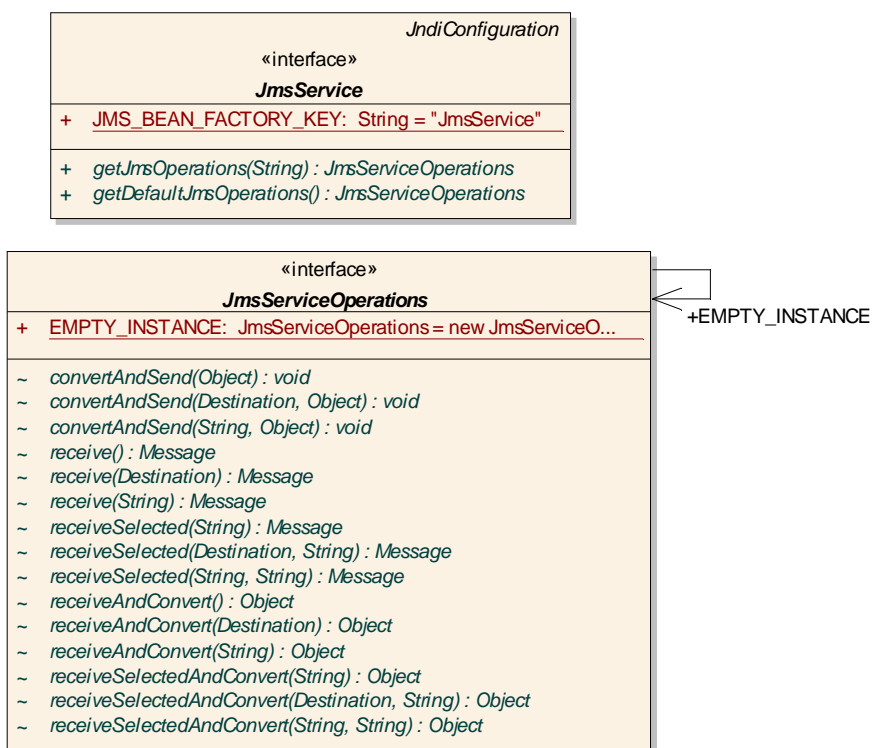 JndiConfiguration
«interface»
JmsService
+ JMS_BEAN_FACTORY_KEY: String = "JmsService"
+ getJmsOperations(String) : JmsServiceOperations
+ getDefaultJmsOperations() : JmsServiceOperations
«interface»
JmsServiceOperations
+ EMPTY_INSTANCE: JmsServiceOperations = new JmsServiceO...
+EMPTY_INSTANCE
~ convertAndSend(Object) : void
~ convertAndSend(Destination, Object) : void
~ convertAndSend(String, Object) : void
~ receive() : Message
~ receive(Destination) : Message
~ receive(String) : Message
~ receiveSelected(String) : Message
~ receiveSelected(Destination, String) : Message
~ receiveSelected(String, String) : Message
~ receiveAndConvert() : Object
~ receiveAndConvert(Destination) : Object
~ receiveAndConvert(String) : Object
~ receiveSelectedAndConvert(String) : Object
~ receiveSelectedAndConvert(Destination, String) : Object
~ receiveSelectedAndConvert(String, String) : Object